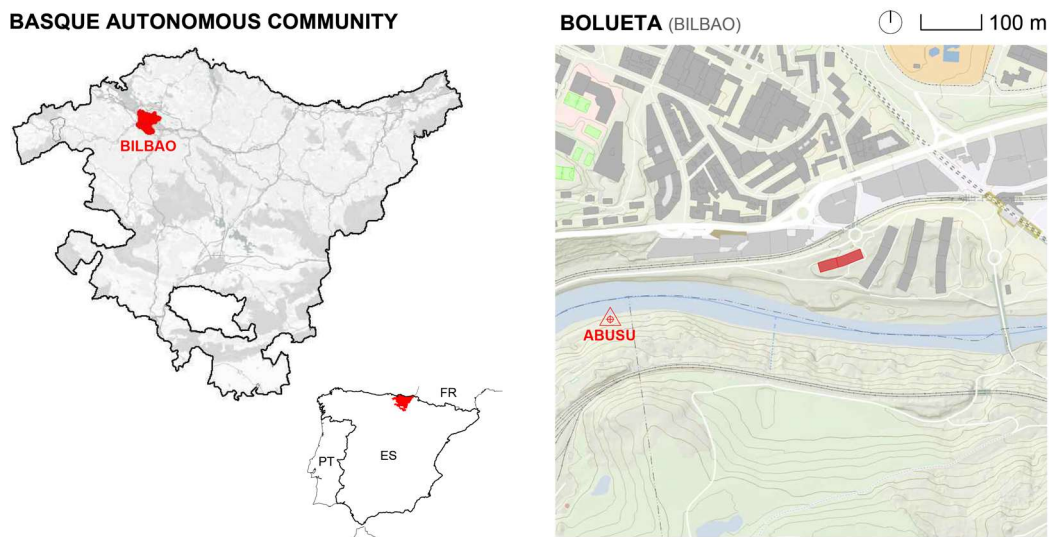 BASQUE AUTONOMOUS COMMUNITY
BILBAO
FR
PT
ES
BOLUETA (BILBAO)
100 m
ABUSU